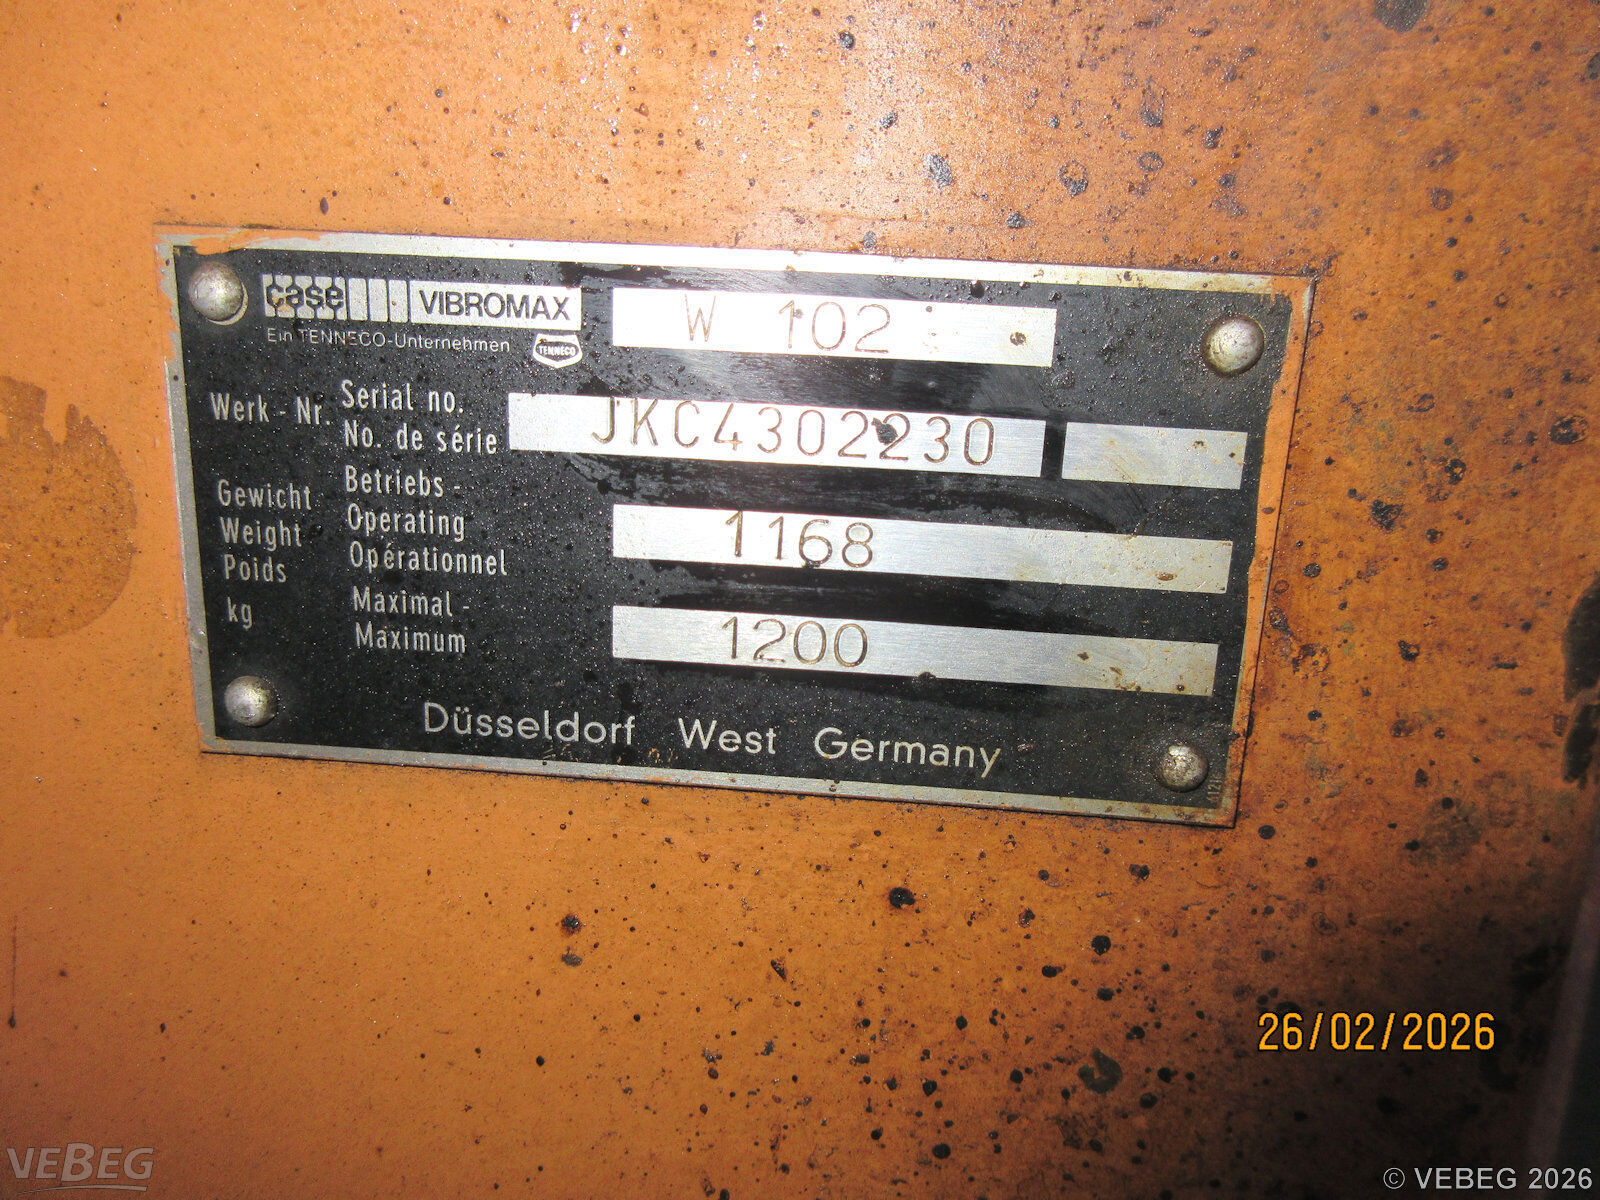 case VIBROMAX
W 102
Ein TENNECO-Unternehmen
TENNECO
Werk - Nr. Serial no.
No. de série
JKC4302230
Gewicht
Weight
Poids
kg
Betriebs -
Operating
Opérationnel
1168
Maximal -
Maximum
1200
Düsseldorf West Germany
26/02/2026
VEBEG
© VEBEG 2026